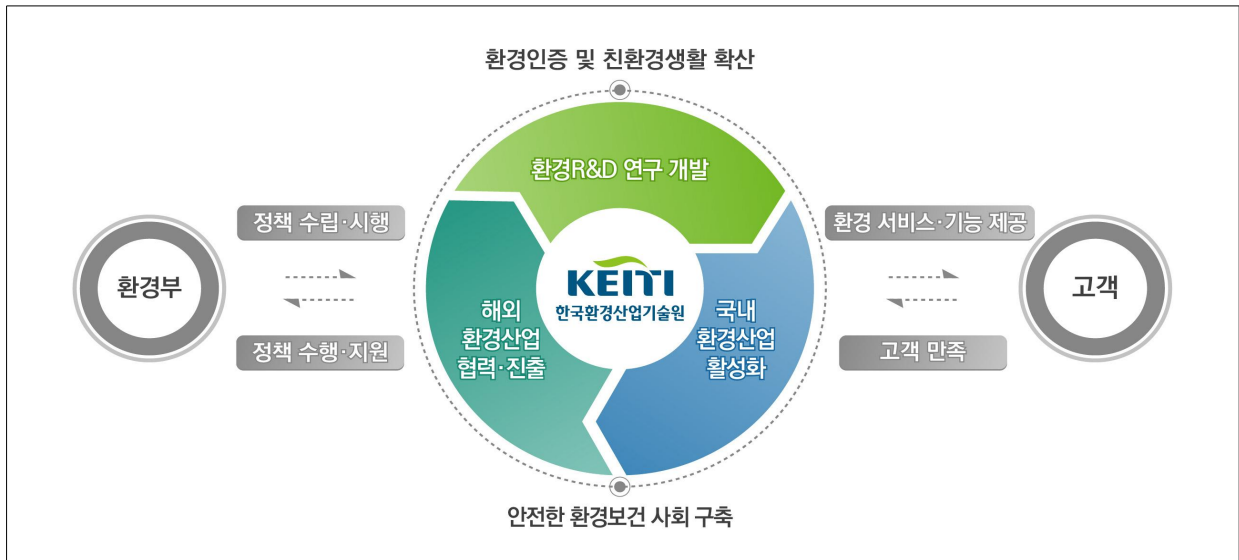 환경인증 및 친환경생활 확산
환경R&D 연구 개발
정책 수립·시행
환경 서비스·기능 제공
환경부
KEITI
한국환경산업기술원
고객
해외
환경산업
협력·진출
국내
환경산업
활성화
정책 수행·지원
고객 만족
안전한 환경보건 사회 구축